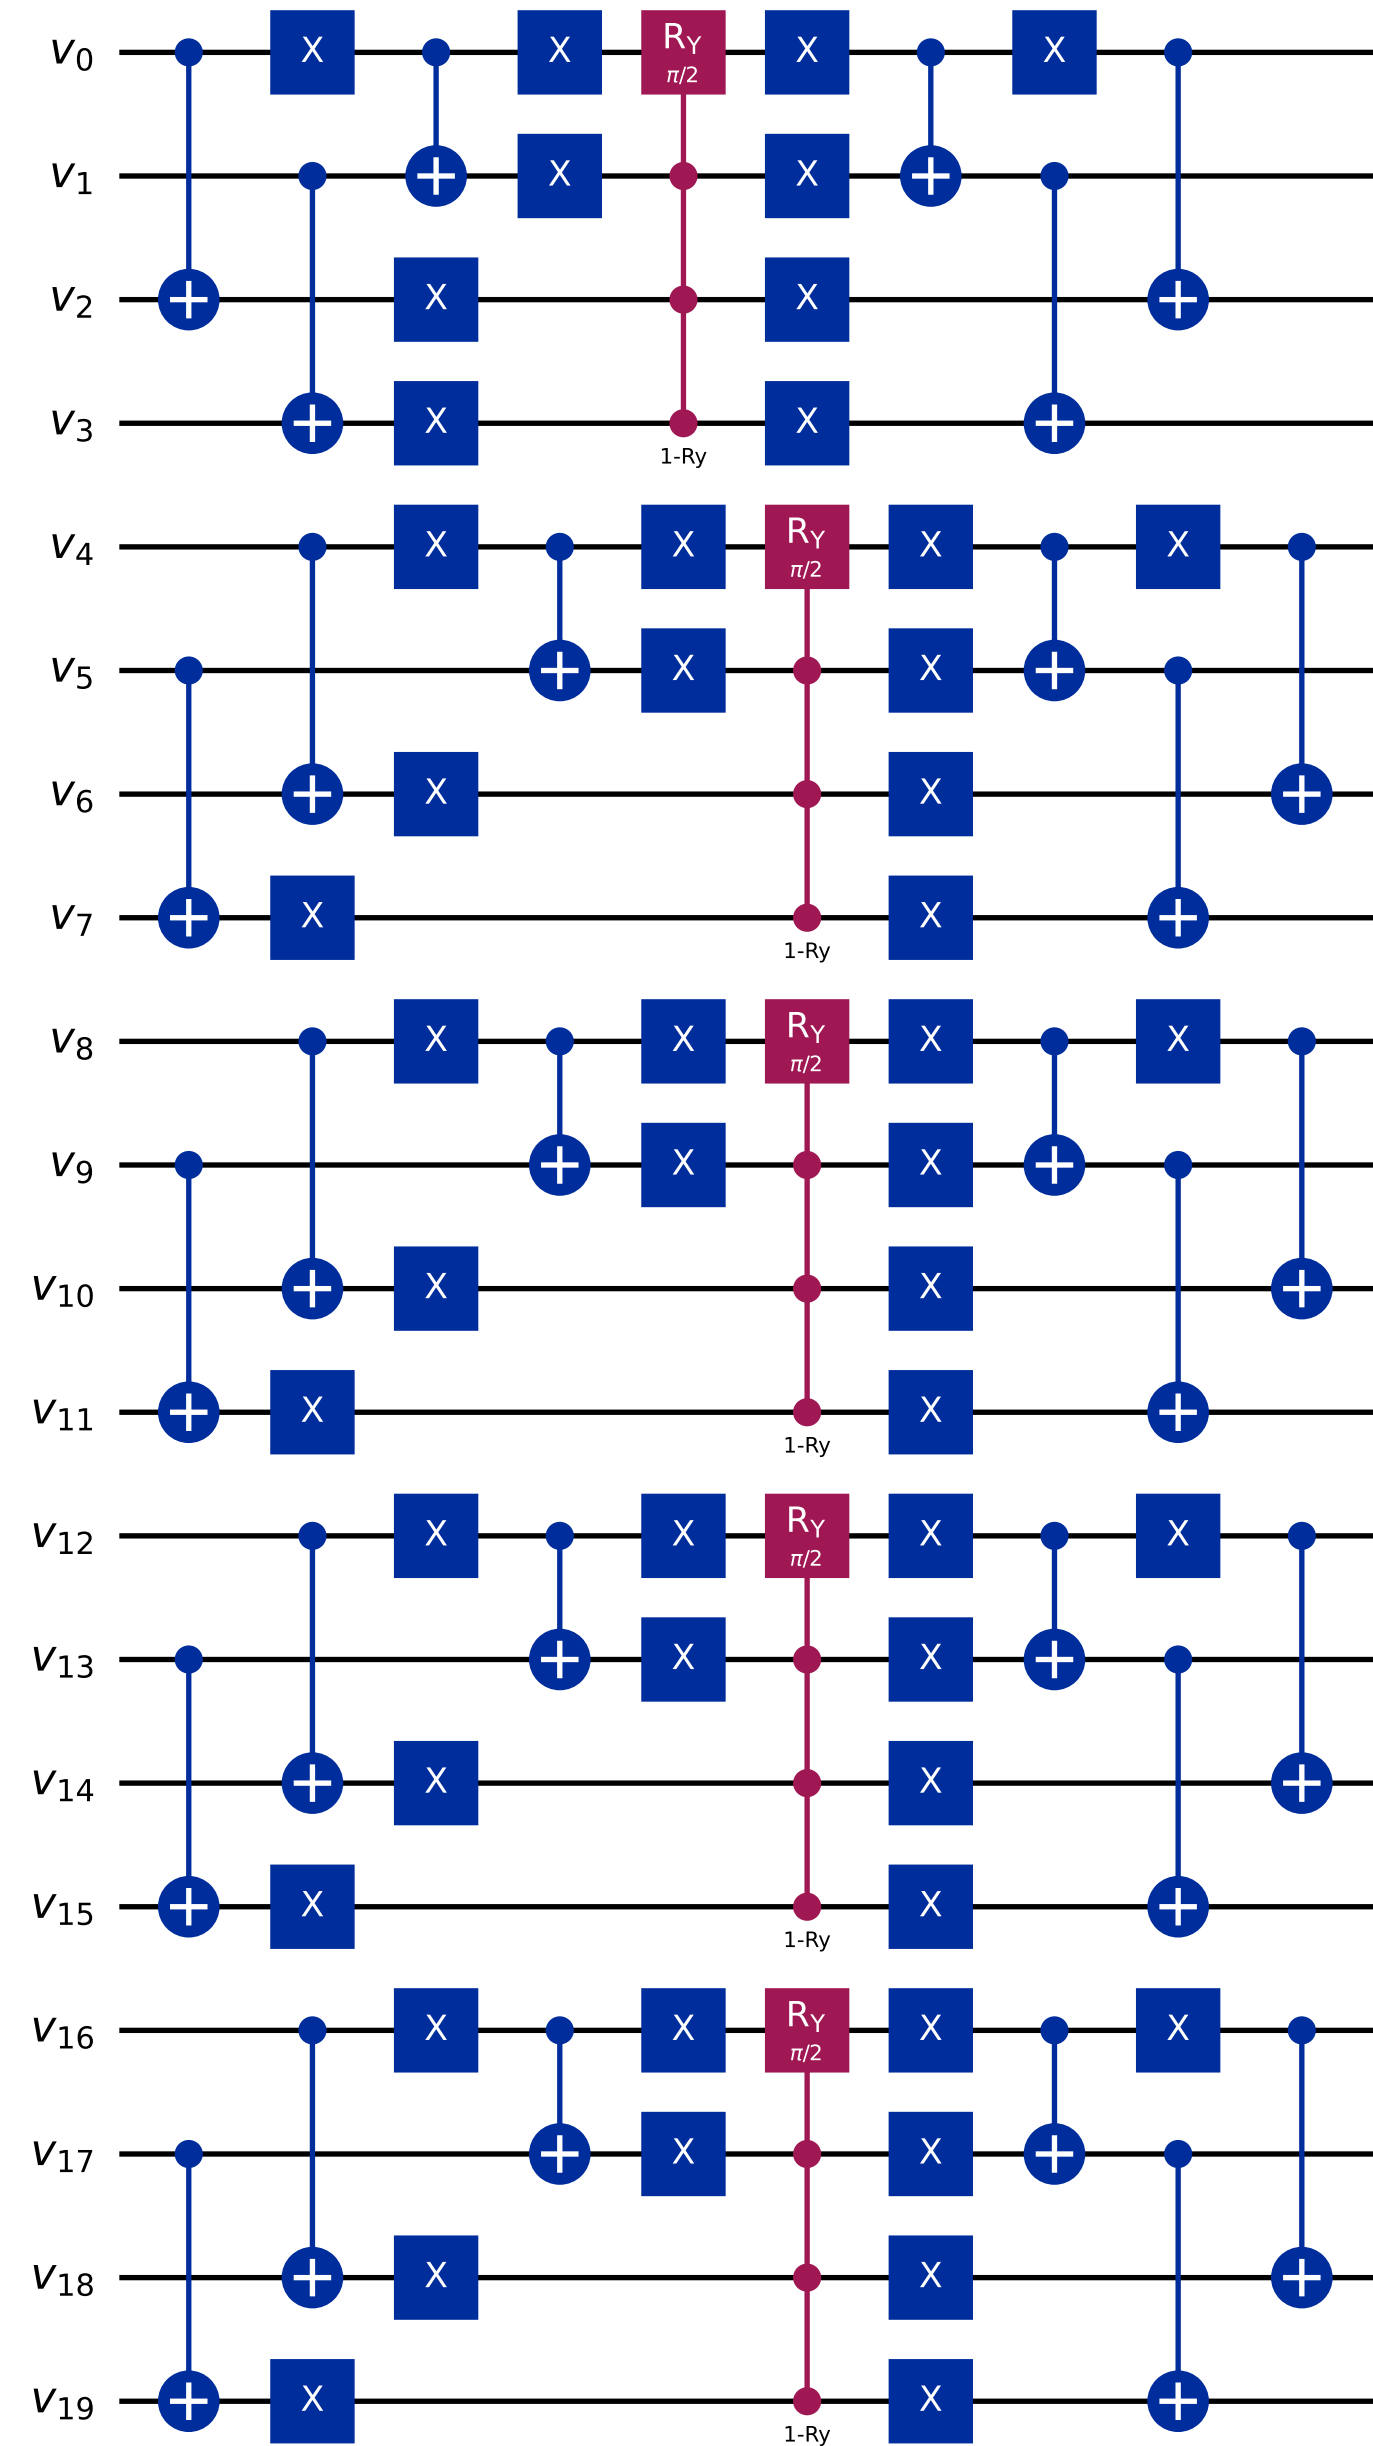 v0 X X RY π/2 X X
v1 X X
v2 X X
v3 X X
1-Ry
v4 X X RY π/2 X X
v5 X X
v6 X X
v7 X X
1-Ry
v8 X X RY π/2 X X
v9 X X
v10 X X
v11 X X
1-Ry
v12 X X RY π/2 X X
v13 X X
v14 X X
v15 X X
1-Ry
v16 X X RY π/2 X X
v17 X X
v18 X X
v19 X X
1-Ry